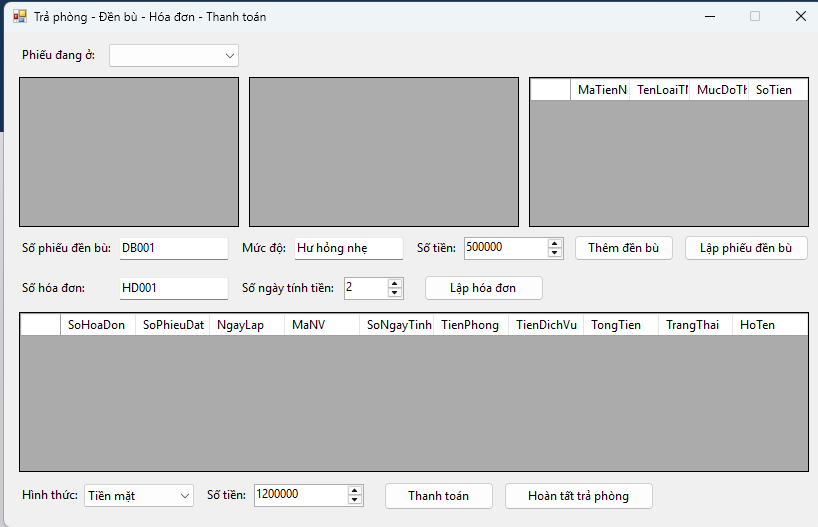 Trả phòng - Đền bù - Hóa đơn - Thanh toán
Phiếu đang ở:
MaTienN TenLoaiTI MucDoTh SoTien
Số phiếu đền bù: DB001 Mức độ: Hư hỏng nhẹ Số tiền: 500000 Thêm đền bù Lập phiếu đền bù
Số hóa đơn: HD001 Số ngày tính tiền: 2 Lập hóa đơn
SoHoaDon SoPhieuDat NgayLap MaNV SoNgayTinh TienPhong TienDichVu TongTien TrangThai HoTen
Hình thức: Tiền mặt Số tiền: 1200000 Thanh toán Hoàn tất trả phòng